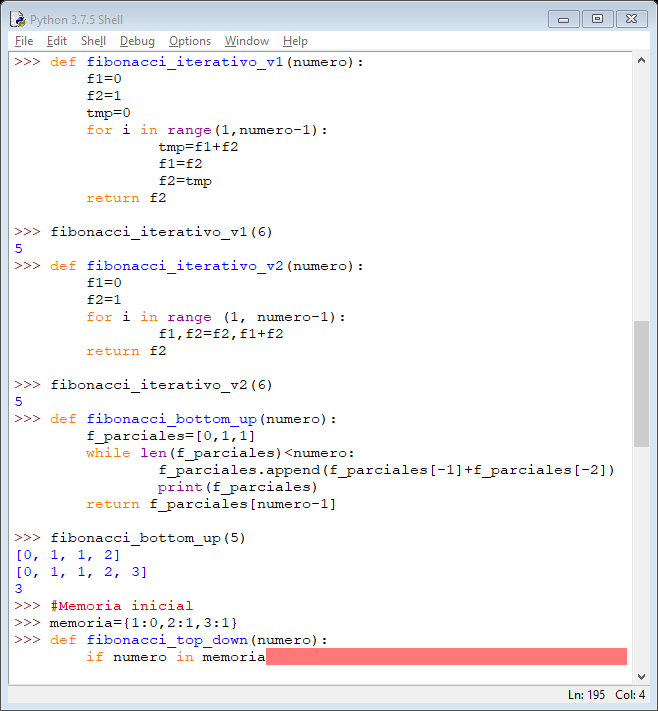 Python 3.7.5 Shell
File Edit Shell Debug Options Window Help
>>> def fibonacci_iterativo_v1(numero):
        f1=0
        f2=1
        tmp=0
        for i in range(1,numero-1):
                tmp=f1+f2
                f1=f2
                f2=tmp
        return f2
>>> fibonacci_iterativo_v1(6)
5
>>> def fibonacci_iterativo_v2(numero):
        f1=0
        f2=1
        for i in range (1, numero-1):
                f1,f2=f2,f1+f2
        return f2
>>> fibonacci_iterativo_v2(6)
5
>>> def fibonacci_bottom_up(numero):
        f_parciales=[0,1,1]
        while len(f_parciales)<numero:
                f_parciales.append(f_parciales[-1]+f_parciales[-2])
                print(f_parciales)
        return f_parciales[numero-1]
>>> fibonacci_bottom_up(5)
[0, 1, 1, 2]
[0, 1, 1, 2, 3]
3
>>> #Memoria inicial
>>> memoria={1:0,2:1,3:1}
>>> def fibonacci_top_down(numero):
        if numero in memoria
Ln: 195 Col: 4